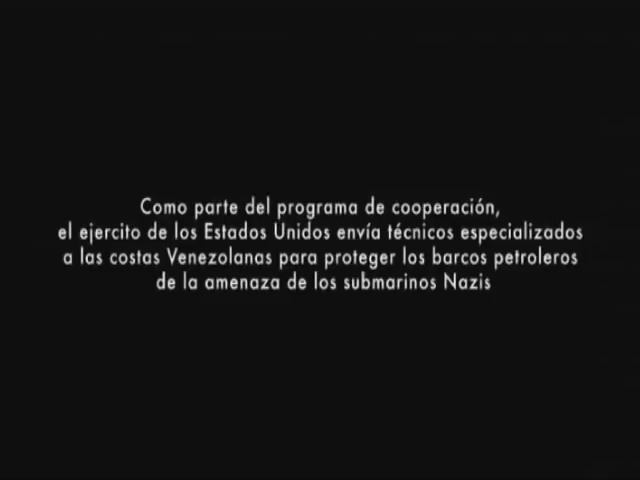 Como parte del programa de cooperación,
el ejercito de los Estados Unidos envía técnicos especializados
a las costas Venezolanas para proteger los barcos petroleros
de la amenaza de los submarinos Nazis